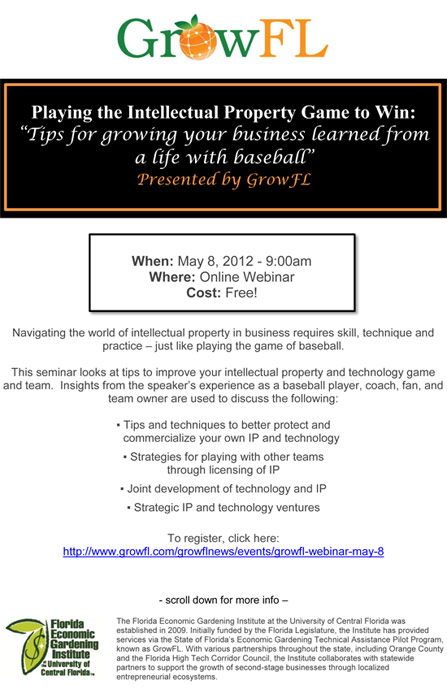 GrowFL
Playing the Intellectual Property Game to Win:
“Tips for growing your business learned from
a life with baseball”
Presented by GrowFL
When: May 8, 2012 - 9:00am
Where: Online Webinar
Cost: Free!
Navigating the world of intellectual property in business requires skill, technique and
practice – just like playing the game of baseball.
This seminar looks at tips to improve your intellectual property and technology game
and team.  Insights from the speaker’s experience as a baseball player, coach, fan, and
team owner are used to discuss the following:
▪ Tips and techniques to better protect and
commercialize your own IP and technology
▪ Strategies for playing with other teams
through licensing of IP
▪ Joint development of technology and IP
▪ Strategic IP and technology ventures
To register, click here:
http://www.growfl.com/growflnews/events/growfl-webinar-may-8
- scroll down for more info –
Florida
Economic
Gardening
Institute
at University of
Central Florida
The Florida Economic Gardening Institute at the University of Central Florida was
established in 2009. Initially funded by the Florida Legislature, the Institute has provided
services via the State of Florida’s Economic Gardening Technical Assistance Pilot Program,
known as GrowFL. With various partnerships throughout the state, including Orange County
and the Florida High Tech Corridor Council, the Institute collaborates with statewide
partners to support the growth of second-stage businesses through localized
entrepreneurial ecosystems.